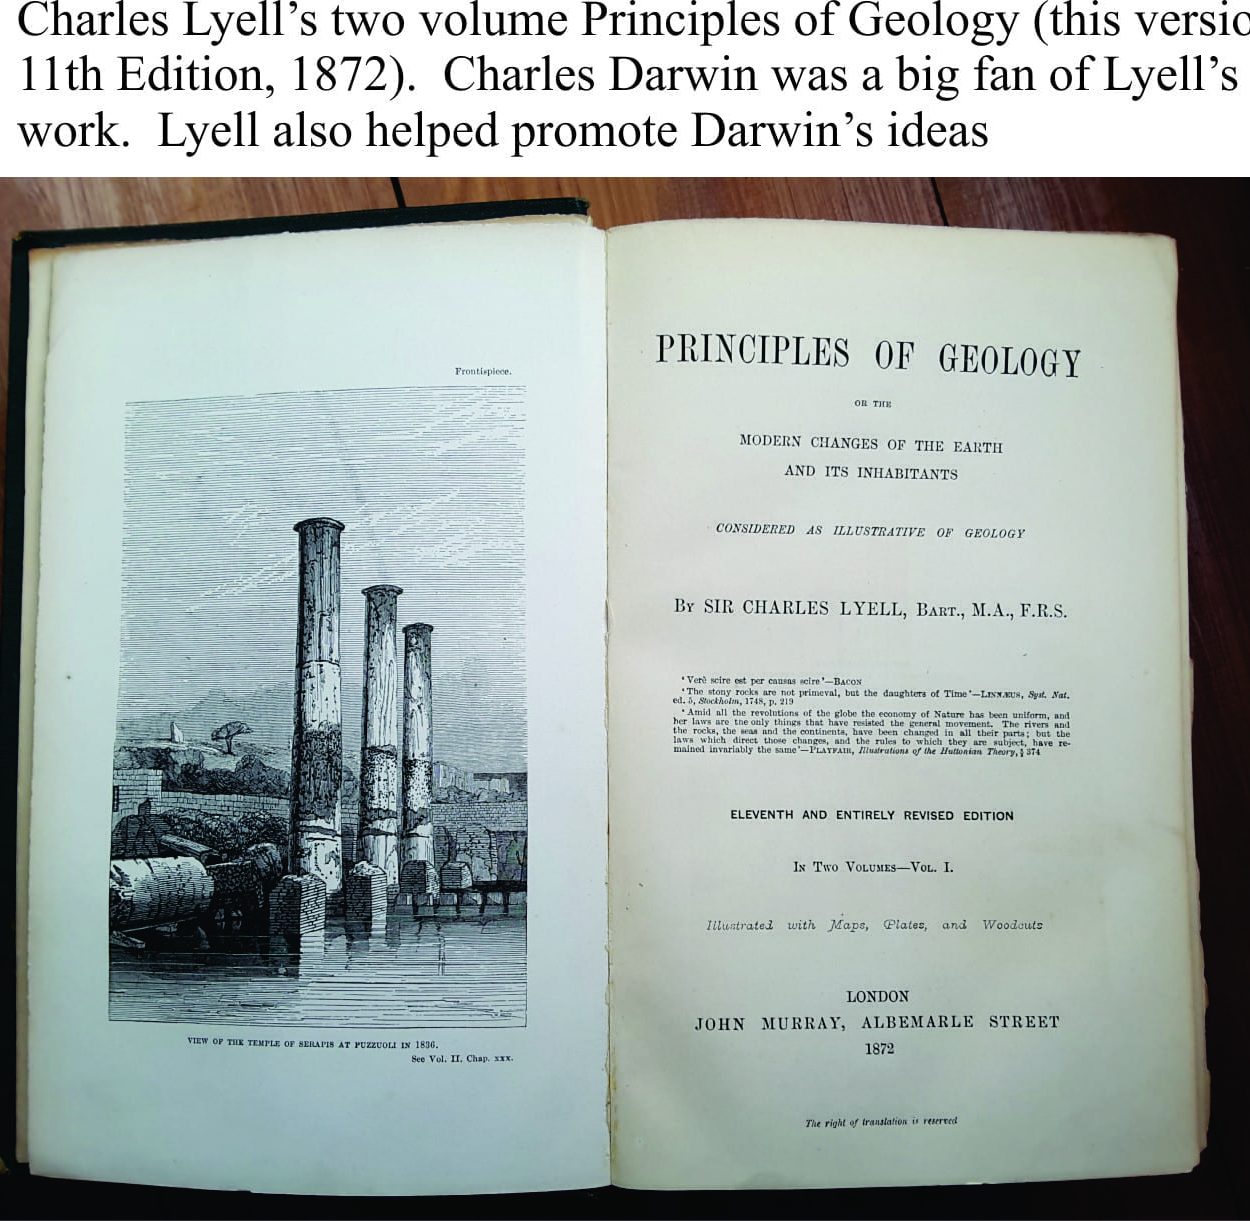 Charles Lyell’s two volume Principles of Geology (this versio
11th Edition, 1872).  Charles Darwin was a big fan of Lyell’s
work.  Lyell also helped promote Darwin’s ideas
Frontispiece.
VIEW OF THE TEMPLE OF SERAPIS AT PUZZUOLI IN 1836.
See Vol. II, Chap. xxx.
PRINCIPLES OF GEOLOGY
OR THE
MODERN CHANGES OF THE EARTH
AND ITS INHABITANTS
CONSIDERED AS ILLUSTRATIVE OF GEOLOGY
By SIR CHARLES LYELL, Bart., M.A., F.R.S.
‘Verè scire est per causas scire’—Bacon
‘The stony rocks are not primeval, but the daughters of Time’—Linnæus, Syst. Nat.
ed. 5, Stockholm, 1748, p. 219
‘Amid all the revolutions of the globe the economy of Nature has been uniform, and
her laws are the only things that have resisted the general movement. The rivers and
the rocks, the seas and the continents, have been changed in all their parts; but the
laws which direct those changes, and the rules to which they are subject, have re-
mained invariably the same’—Playfair, Illustrations of the Huttonian Theory, § 374
ELEVENTH AND ENTIRELY REVISED EDITION
In Two Volumes—Vol. I.
Illustrated with Maps, Plates, and Woodcuts
LONDON
JOHN MURRAY, ALBEMARLE STREET
1872
The right of translation is reserved